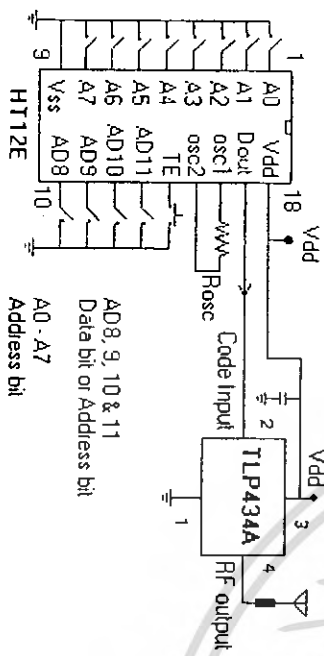 1
18
A0
Vdd
A1
Dout
A2
osc1
A3
osc2
A4
TE
A5
AD11
A6
AD10
A7
AD9
Vss
AD8
9
10
HT12E
Vdd
Rosc
Code Input
2
Vdd
3
TLP434A
4
1
RF output
AD8, 9, 10 & 11
Data bit or Address bit
A0 - A7
Address bit